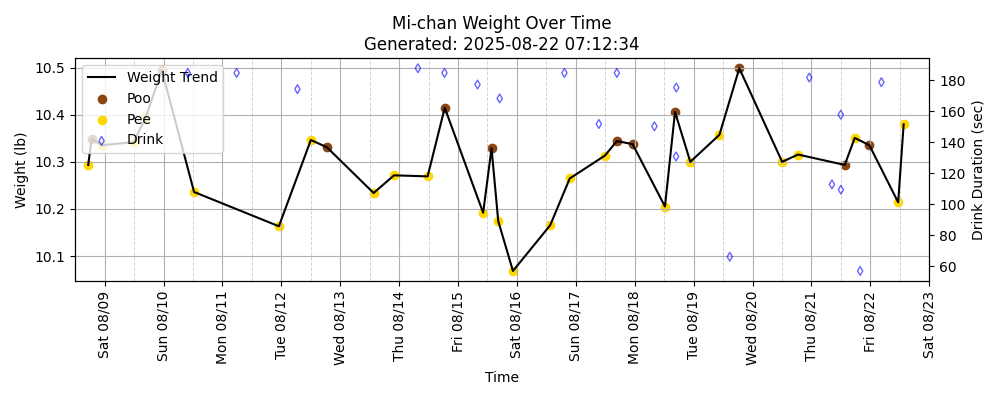 Mi-chan Weight Over Time
Generated: 2025-08-22 07:12:34
Weight (lb)
10.5
10.4
10.3
10.2
10.1
Weight Trend
Poo
Pee
Drink
180
160
140
120
100
80
60
Drink Duration (sec)
Sat 08/09
Sun 08/10
Mon 08/11
Tue 08/12
Wed 08/13
Thu 08/14
Fri 08/15
Sat 08/16
Sun 08/17
Mon 08/18
Tue 08/19
Wed 08/20
Thu 08/21
Fri 08/22
Sat 08/23
Time